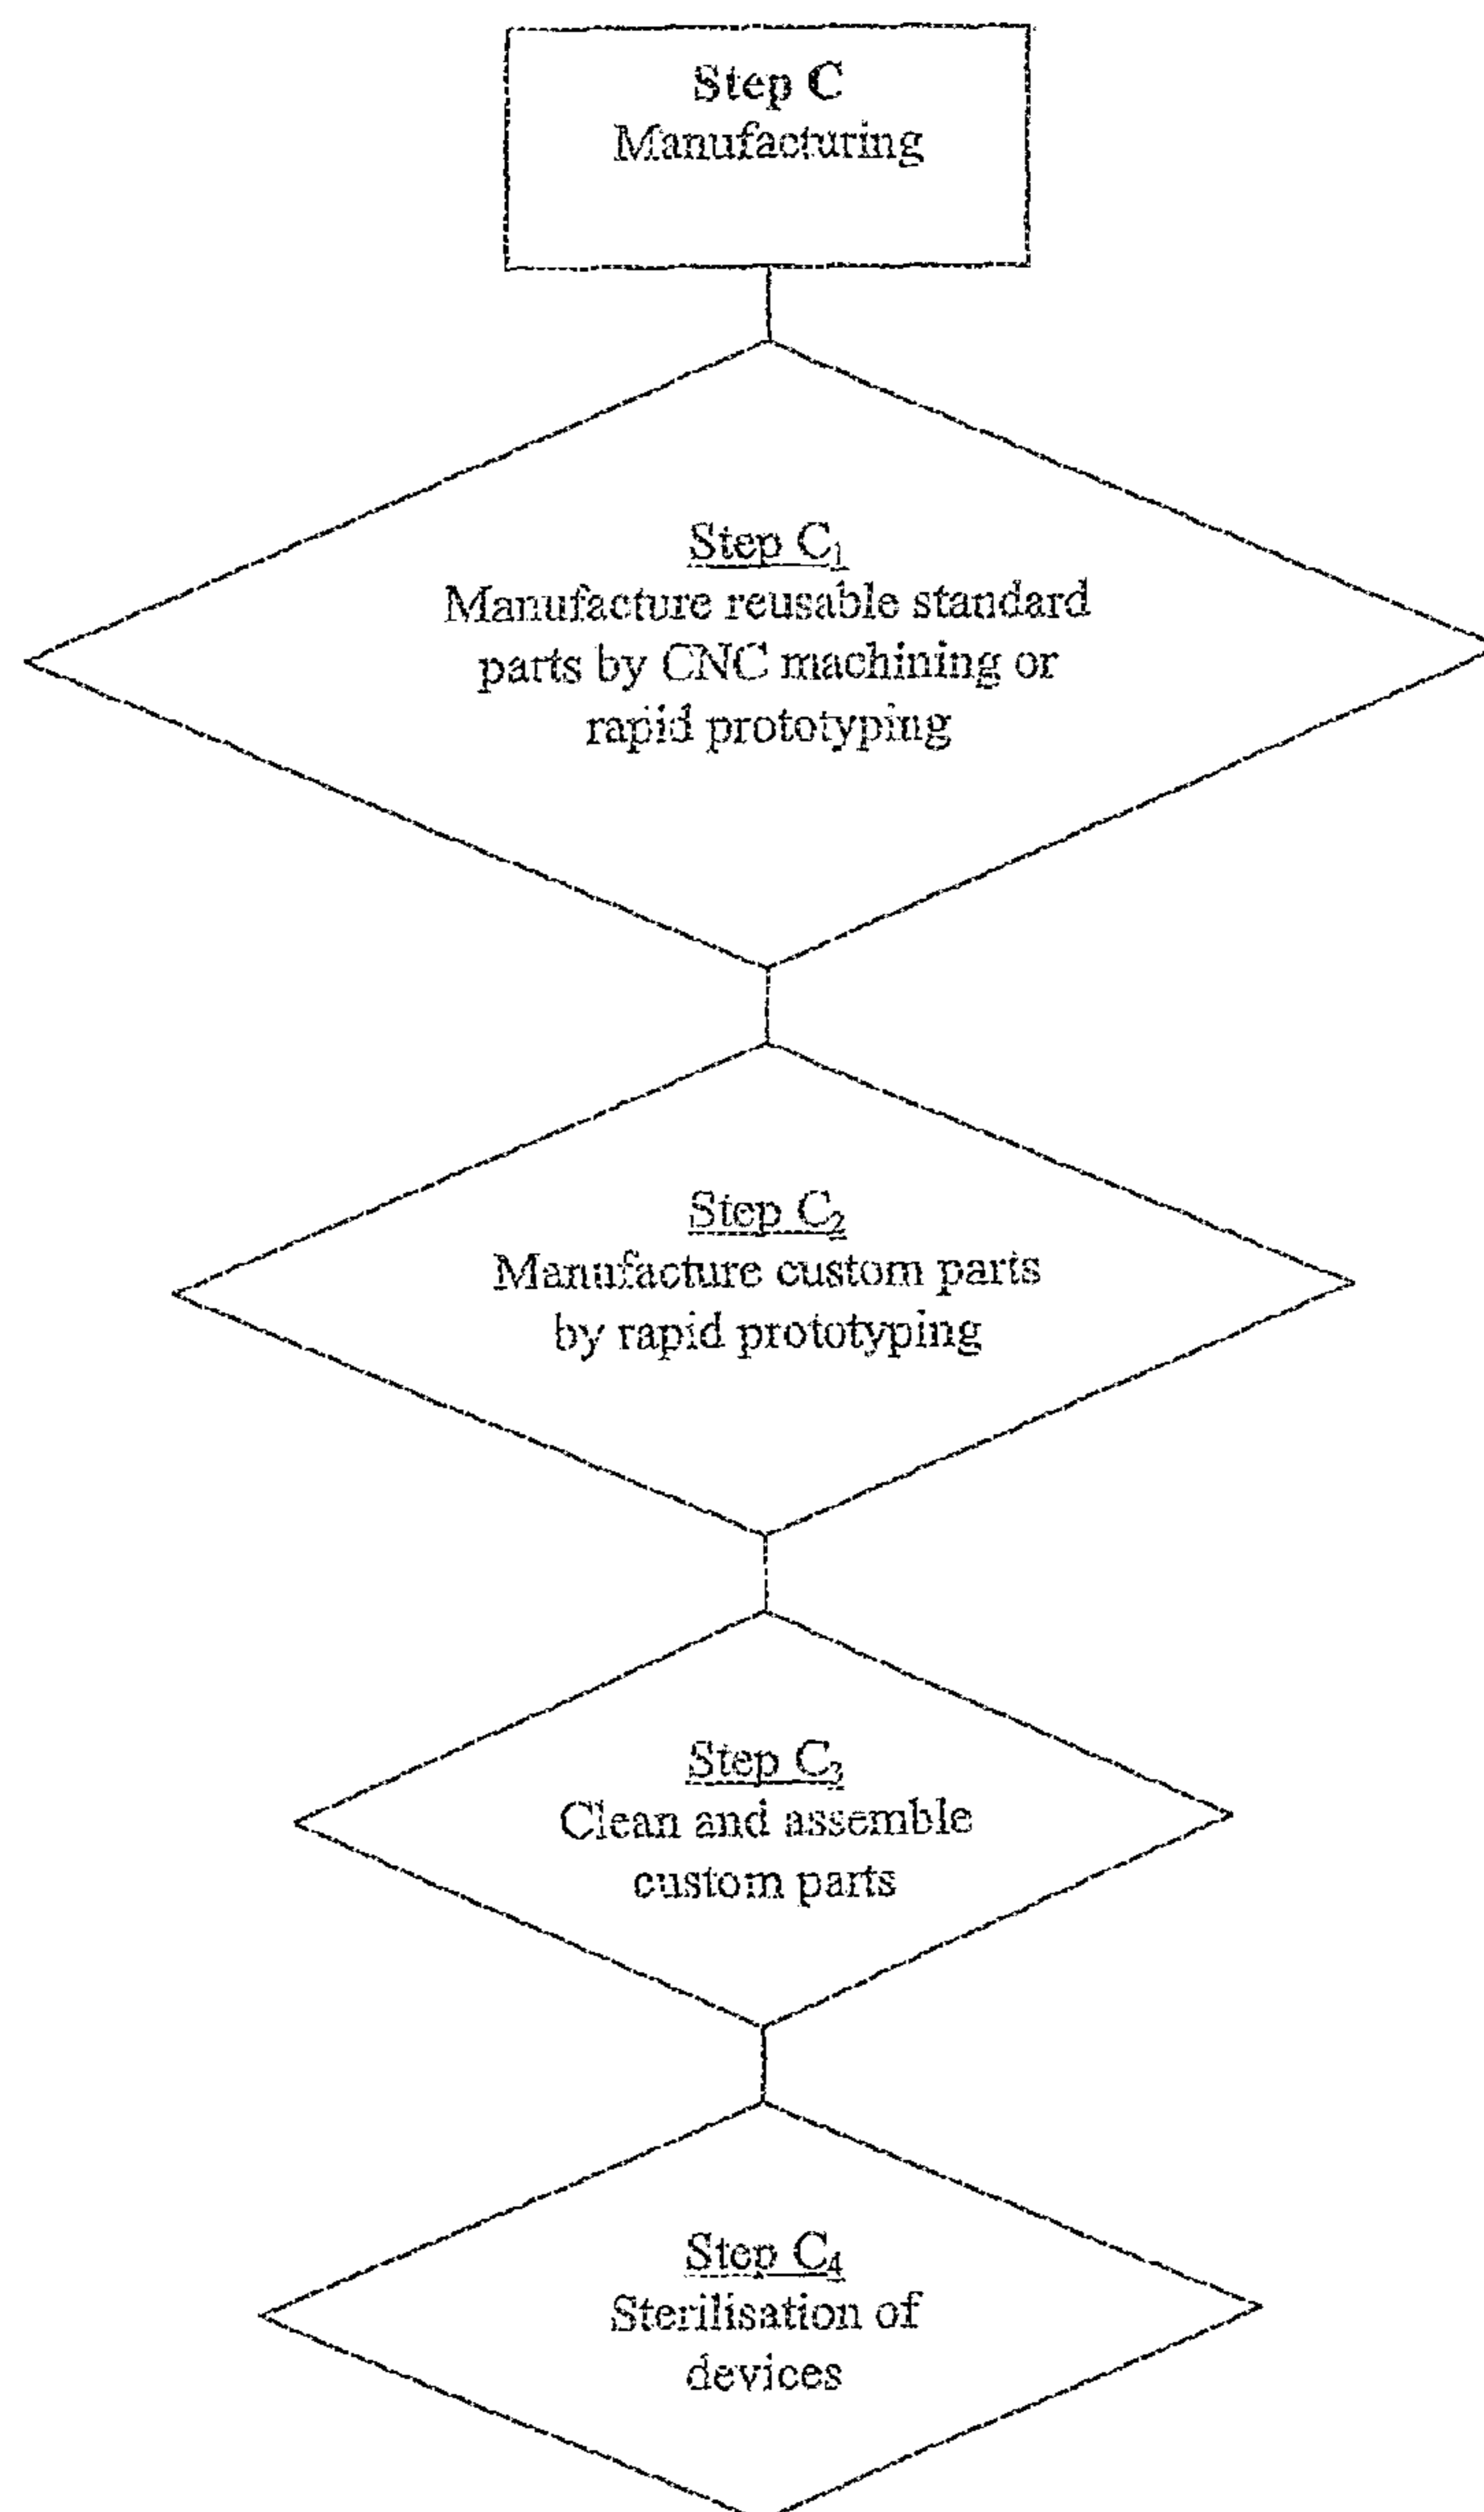 Step C
Manufacturing
Step C₁
Manufacture reusable standard
parts by CNC machining or
rapid prototyping
Step C₂
Manufacture custom parts
by rapid prototyping
Step C₃
Clean and assemble
custom parts
Step C₄
Sterilisation of
devices